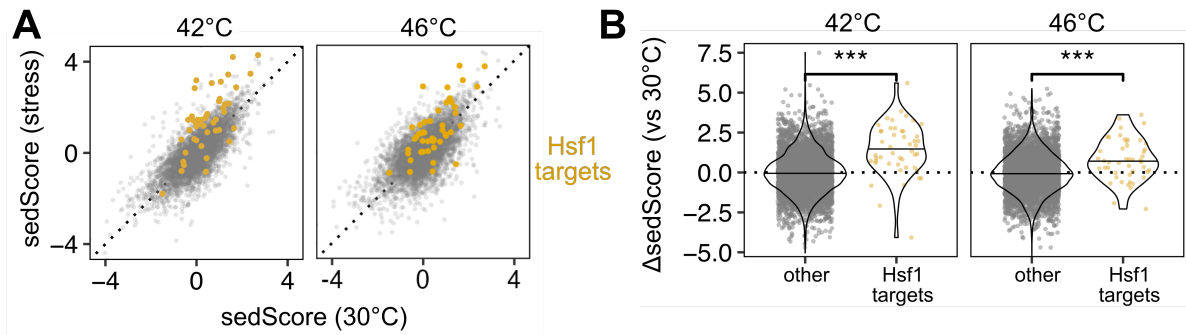 A
42°C
46°C
sedScore (stress)
4
0
−4
−4
0
4
-4
0
4
sedScore (30°C)
Hsf1
targets
B
42°C
46°C
ΔsedScore (vs 30°C)
7.5
5.0
2.5
0.0
−2.5
−5.0
***
***
other
Hsf1
targets
other
Hsf1
targets